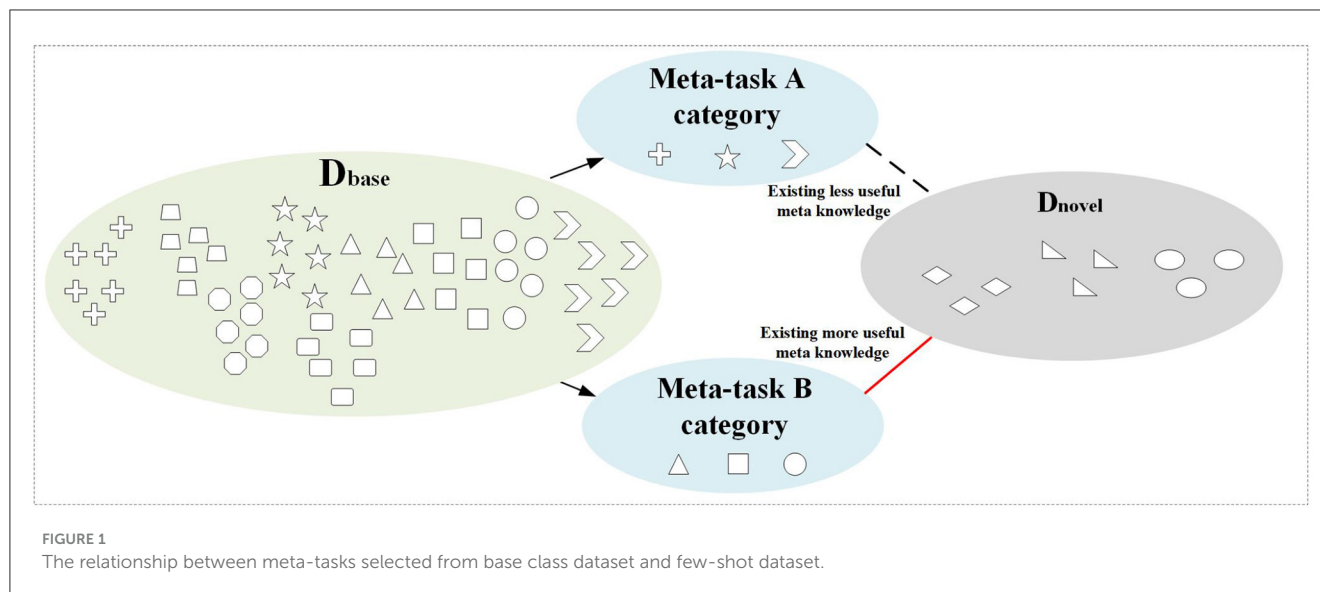 Meta-task A
category
Dbase
Existing less useful
meta knowledge
Dnovel
Existing more useful
meta knowledge
Meta-task B
category
FIGURE 1
The relationship between meta-tasks selected from base class dataset and few-shot dataset.